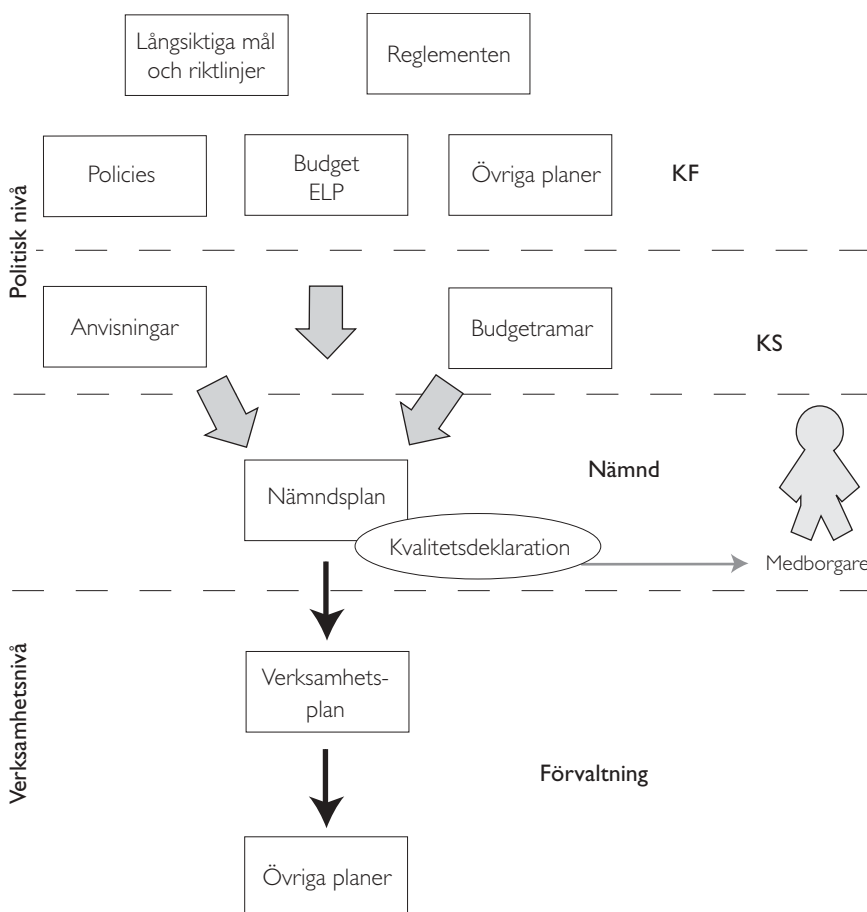 Långsiktiga mål
och riktlinjer
Reglementen
Policies
Budget
ELP
Övriga planer
KF
Politisk nivå
Anvisningar
Budgetramar
KS
Nämnd
Nämndsplan
Kvalitetsdeklaration
Medborgare
Verksamhetsnivå
Verksamhets-
plan
Förvaltning
Övriga planer